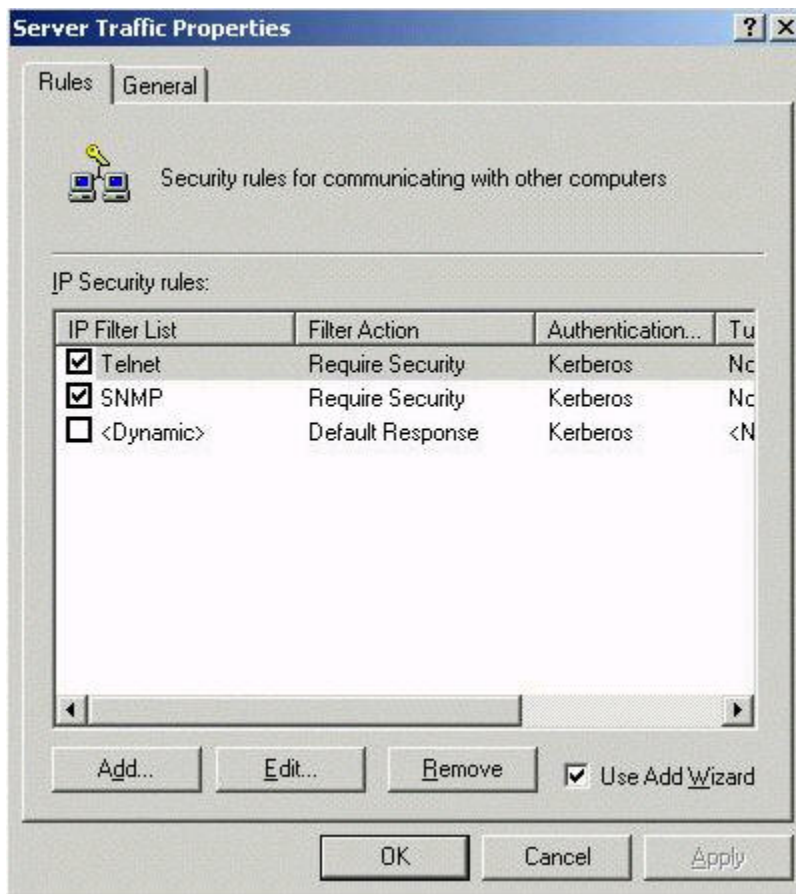 Server Traffic Properties
Rules General
Security rules for communicating with other computers
IP Security rules:
IP Filter List Filter Action Authentication... Tu
Telnet Require Security Kerberos No
SNMP Require Security Kerberos No
<Dynamic> Default Response Kerberos <N
Add... Edit... Remove Use Add Wizard
OK Cancel Apply